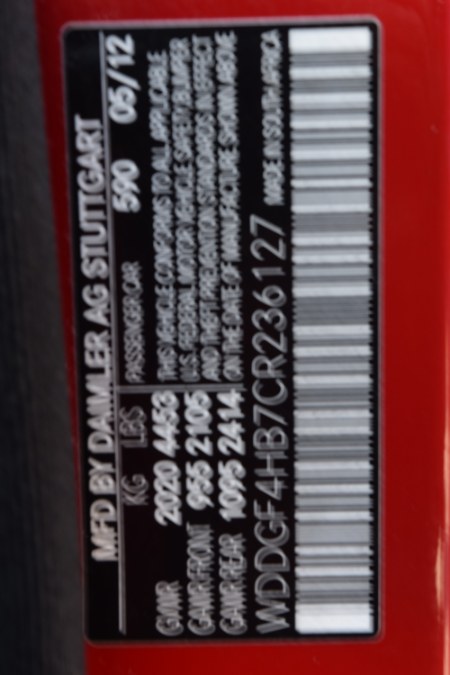 MFD BY DAIMLER AG STUTTGART
KG LBS PASSENGER CAR 590 05/12
GVWR 2020 4453 THIS VEHICLE CONFORMS TO ALL APPLICABLE
GAWR FRONT 955 2105 U.S. FEDERAL MOTOR VEHICLE SAFETY, BUMPER
GAWR REAR 1095 2414 AND THEFT PREVENTION STANDARDS IN EFFECT
ON THE DATE OF MANUFACTURE SHOWN ABOVE
WDDGF4HB7CR236127 MADE IN SOUTH AFRICA